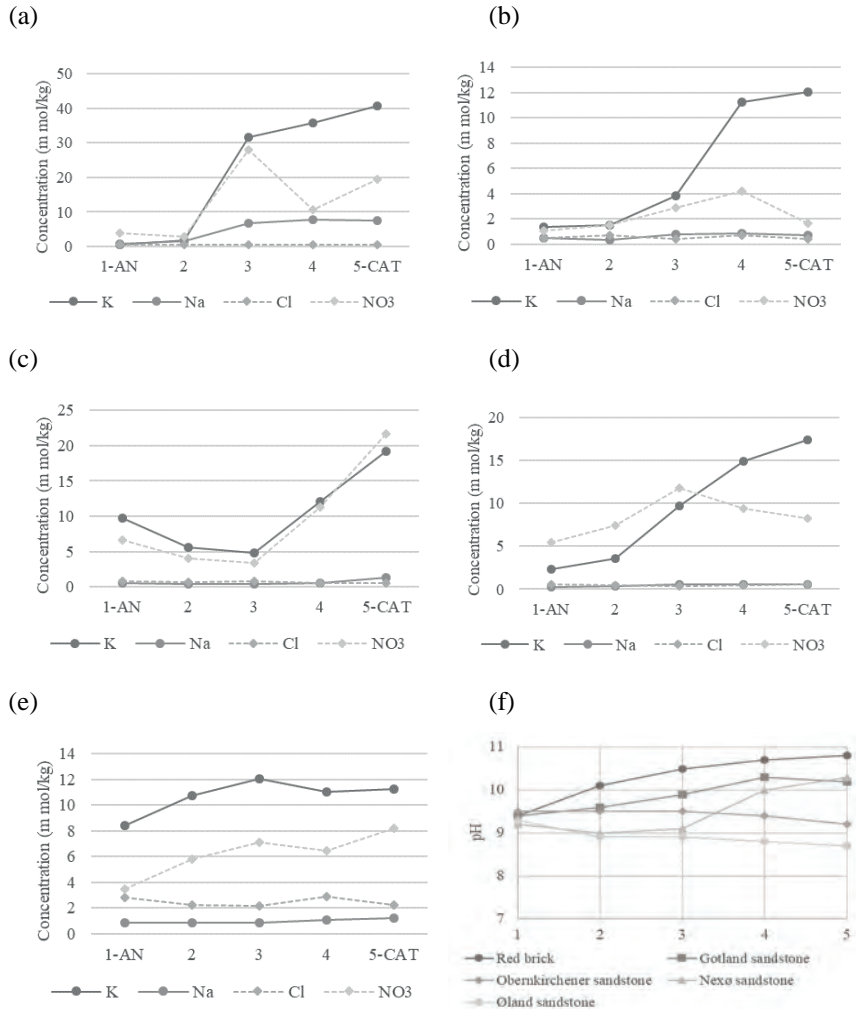 (a)
Concentration (m mol/kg)
50
40
30
20
10
0
1-AN 2 3 4 5-CAT
K Na Cl NO3
(b)
Concentration (m mol/kg)
14
12
10
8
6
4
2
0
1-AN 2 3 4 5-CAT
K Na Cl NO3
(c)
Concentration (m mol/kg)
25
20
15
10
5
0
1-AN 2 3 4 5-CAT
K Na Cl NO3
(d)
Concentration (m mol/kg)
20
15
10
5
0
1-AN 2 3 4 5-CAT
K Na Cl NO3
(e)
Concentration (m mol/kg)
14
12
10
8
6
4
2
0
1-AN 2 3 4 5-CAT
K Na Cl NO3
(f)
pH
11
10
9
8
7
1 2 3 4 5
Red brick Gotland sandstone
Obernkirchener sandstone Nexø sandstone
Øland sandstone